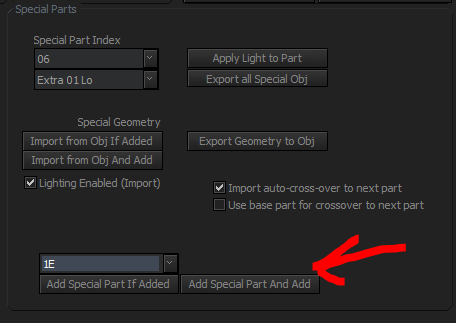 Special Parts
Special Part Index
06
Apply Light to Part
Extra 01 Lo
Export all Special Obj
Special Geometry
Import from Obj If Added
Export Geometry to Obj
Import from Obj And Add
Lighting Enabled (Import)
Import auto-cross-over to next part
Use base part for crossover to next part
1E
Add Special Part If Added
Add Special Part And Add